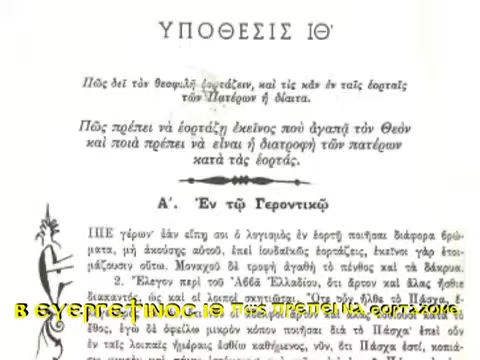 ΥΠΟΘΕΣΙΣ ΙΘ'
Πῶς δεῖ τὸν θεοφιλῆ ἑορτάζειν, καὶ τὶς κἂν ἐν ταῖς ἑορταῖς
τῶν Πατέρων ἡ δίαιτα.
Πῶς πρέπει νὰ ἑορτάζῃ ἐκεῖνος ποὺ ἀγαπᾶ τὸν Θεὸν
καὶ ποιὰ πρέπει νὰ εἶναι ἡ διατροφὴ τῶν πατέρων
κατὰ τὰς ἑορτάς.
Α'. Ἐν τῷ Γεροντικῷ
ΙΠΕ γέρων· ἐὰν εἴπῃ σοι ὁ λογισμὸς ἐν ἑορτῇ ποιῆσαι διάφορα βρώ-
ματα, μὴ ἀκούσῃς αὐτοῦ, ἐπεὶ ἰουδαϊκῶς ἑορτάζεις, ἐκεῖνοι γὰρ ἑτοι-
μάζουσιν οὕτω. Μοναχοῦ δὲ τροφὴ ἀγαθὴ τὸ πένθος καὶ τὰ δάκρυα.
2. Ἔλεγον περὶ τοῦ Ἀββᾶ Ἑλλαδίου, ὅτι ἄρτον καὶ ἅλας ἤσθιε
διακαντός, ὡς καὶ οἱ λοιποὶ σκητιῶται. Ὅτε οὖν ἦλθε τὸ Πάσχα, ἔ-
Β ΕΥΕΡΓΕΤΙΝΟΣ ΙΘ ΠΩΣ ΠΡΕΠΕΙ ΝΑ ΕΟΡΤΑΖΟΜΕ
ἔθος, ἐγὼ δὲ ὀφείλω μικρὸν κόπον ποιῆσαι διὰ τὸ Πάσχα· ἐπεὶ οὖν
ἐν ταῖς λοιπαῖς ἡμέραις ἐσθίω καθήμενος, νῦν, ὅτι Πάσχα ἐστί, κοπιά-